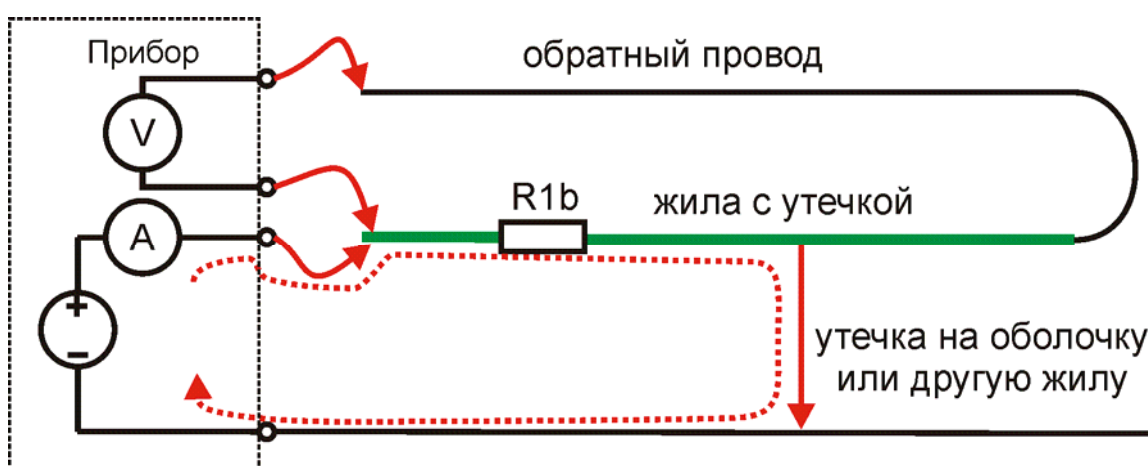 Прибор
обратный провод
V
R1b
жила с утечкой
A
+
−
утечка на оболочку
или другую жилу